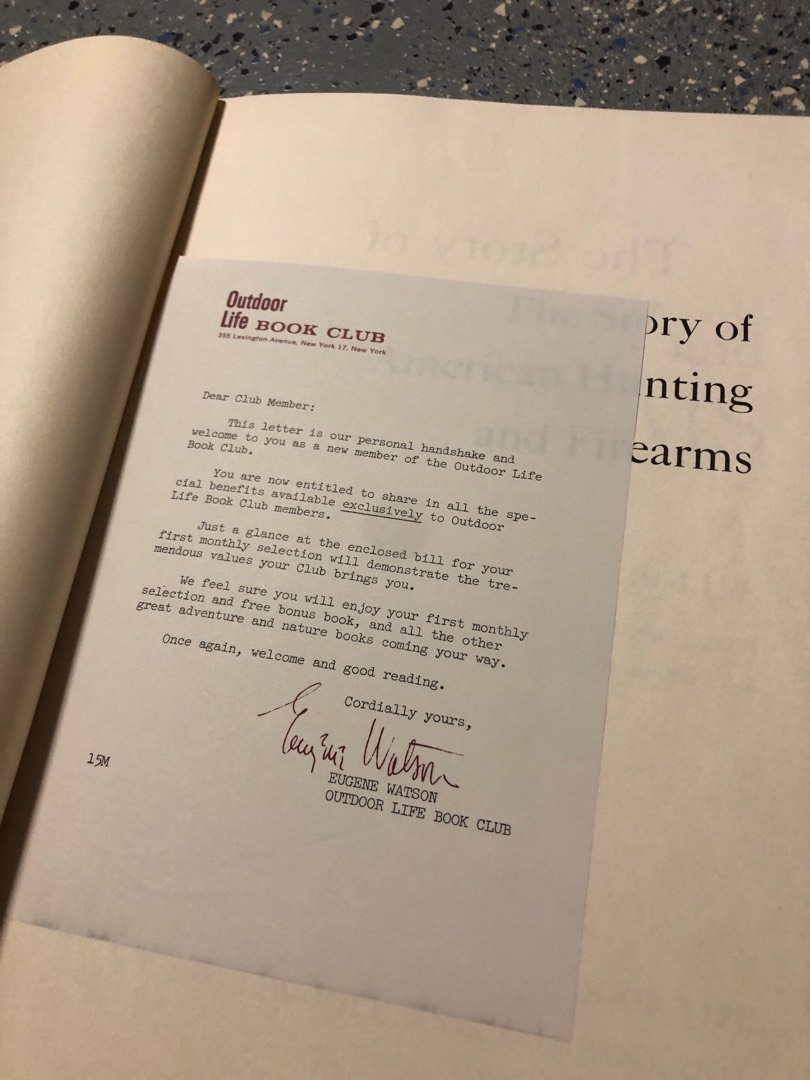 Outdoor
Life BOOK CLUB
355 Lexington Avenue, New York 17, New York
Dear Club Member:
This letter is our personal handshake and
welcome to you as a new member of the Outdoor Life
Book Club.
You are now entitled to share in all the spe-
cial benefits available exclusively to Outdoor
Life Book Club members.
Just a glance at the enclosed bill for your
first monthly selection will demonstrate the tre-
mendous values your Club brings you.
We feel sure you will enjoy your first monthly
selection and free bonus book, and all the other
great adventure and nature books coming your way.
Once again, welcome and good reading.
Cordially yours,
Eugene Watson
EUGENE WATSON
OUTDOOR LIFE BOOK CLUB
15M
The Story of
American Hunting
and Firearms